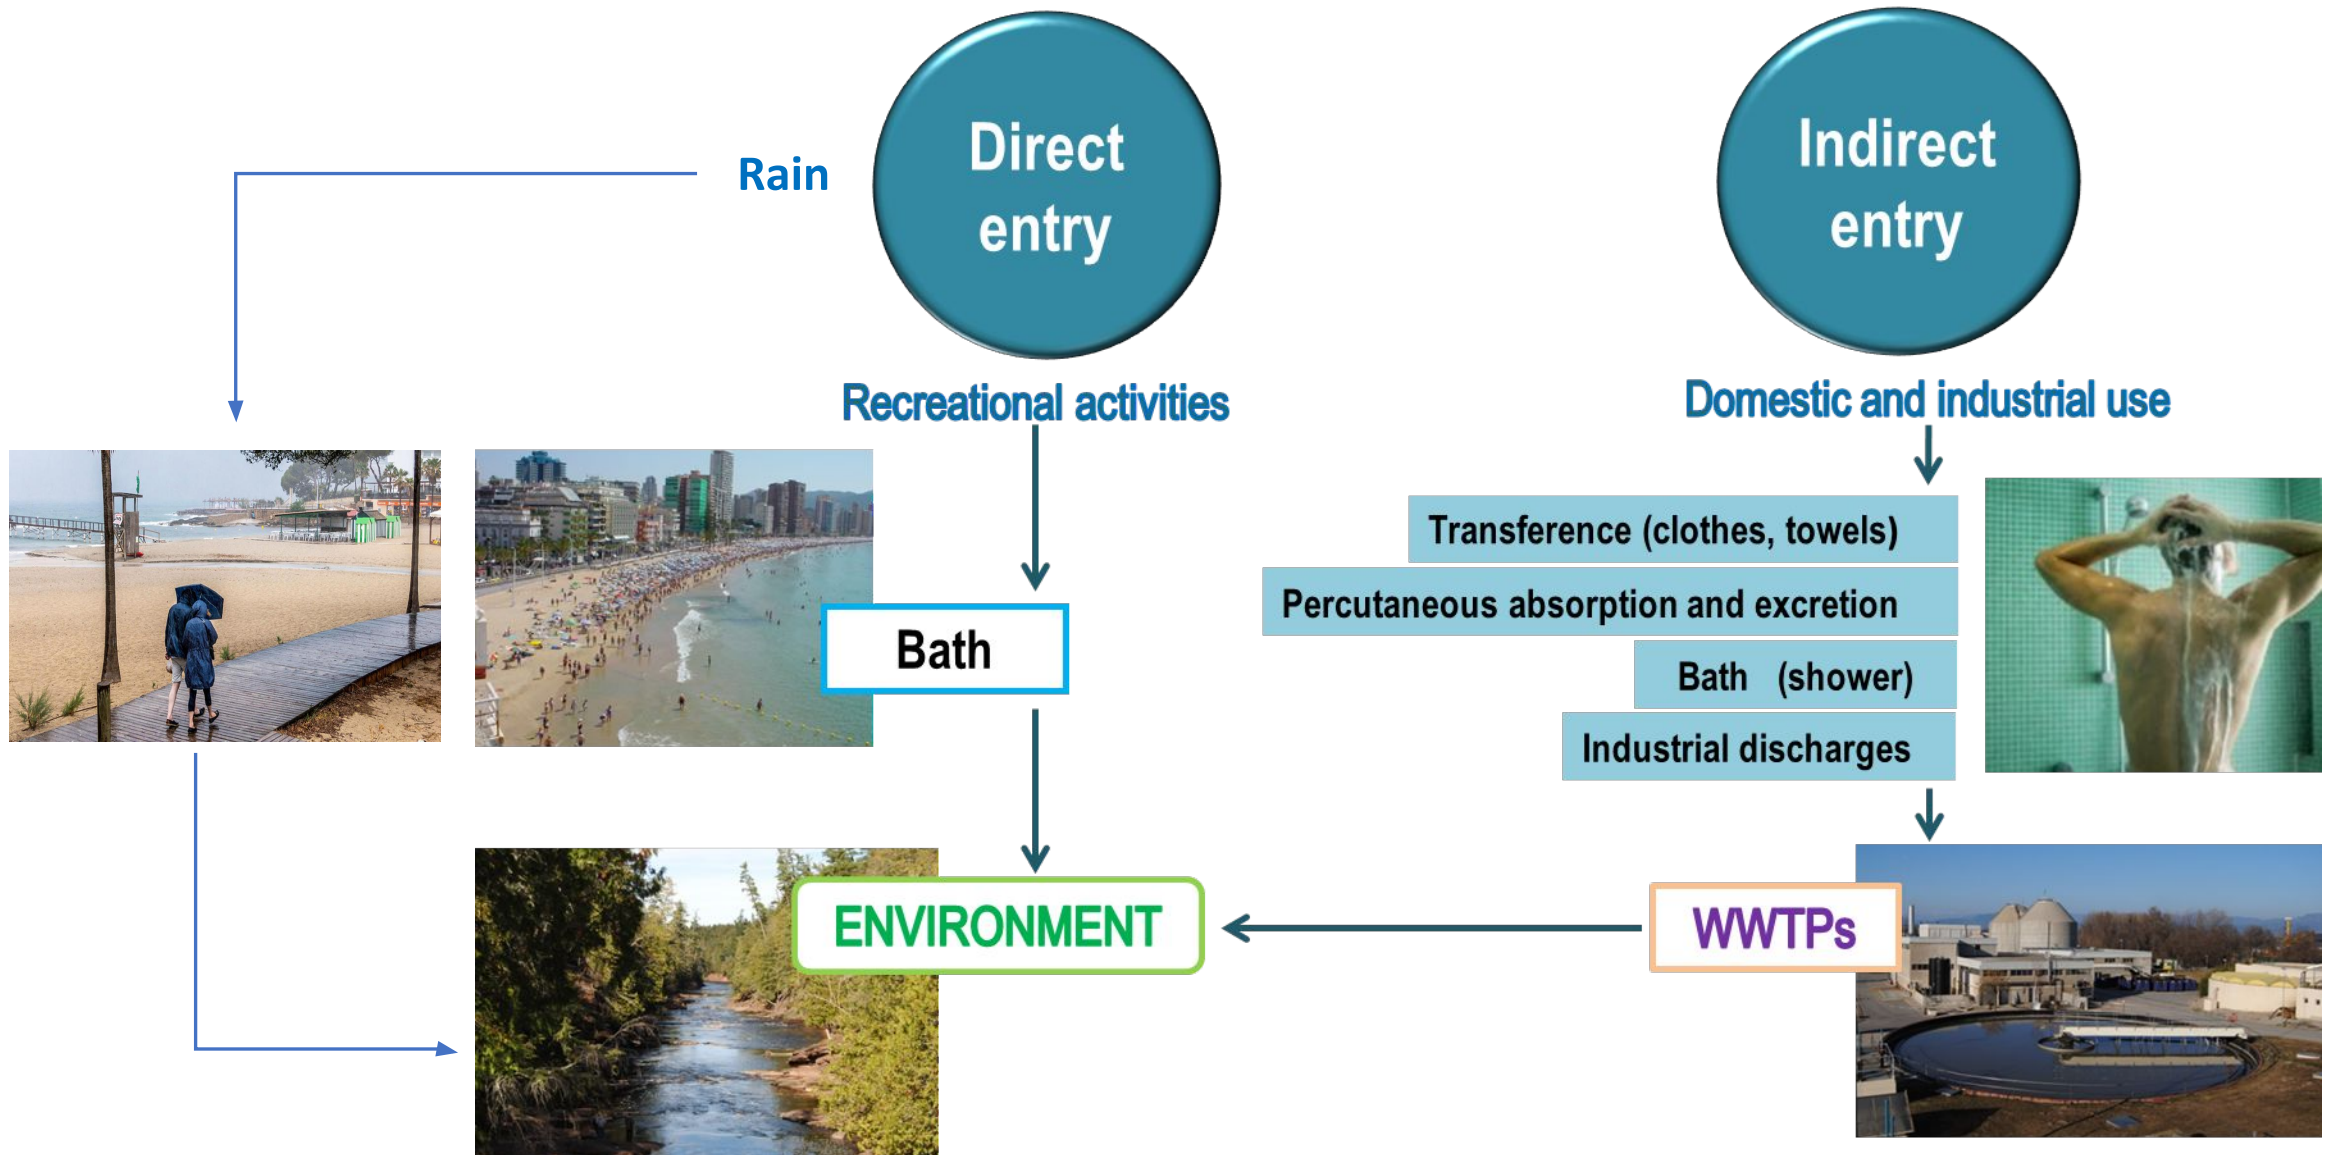 Direct
entry
Indirect
entry
Rain
Recreational activities
Domestic and industrial use
Transference (clothes, towels)
Percutaneous absorption and excretion
Bath (shower)
Industrial discharges
Bath
ENVIRONMENT
WWTPs